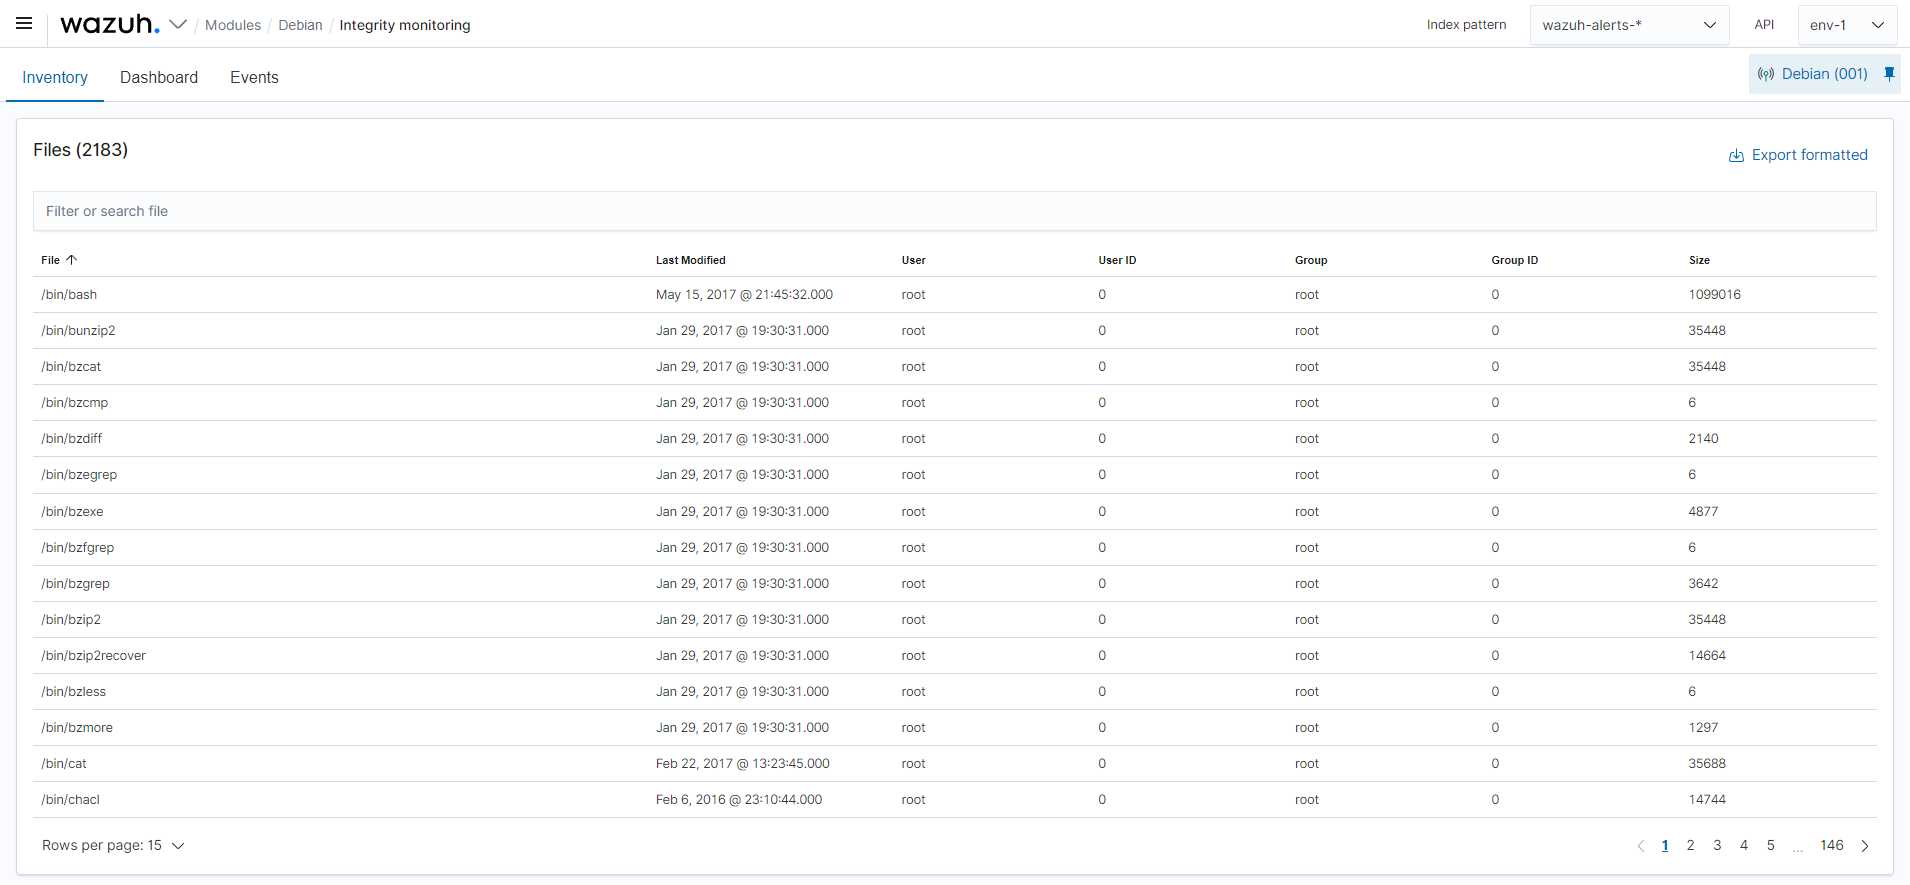 wazuh. / Modules / Debian / Integrity monitoring Index pattern wazuh-alerts-* API env-1
Inventory Dashboard Events Debian (001)
Files (2183)
Export formatted
Filter or search file
File Last Modified User User ID Group Group ID Size
/bin/bash May 15, 2017 @ 21:45:32.000 root 0 root 0 1099016
/bin/bunzip2 Jan 29, 2017 @ 19:30:31.000 root 0 root 0 35448
/bin/bzcat Jan 29, 2017 @ 19:30:31.000 root 0 root 0 35448
/bin/bzcmp Jan 29, 2017 @ 19:30:31.000 root 0 root 0 6
/bin/bzdiff Jan 29, 2017 @ 19:30:31.000 root 0 root 0 2140
/bin/bzegrep Jan 29, 2017 @ 19:30:31.000 root 0 root 0 6
/bin/bzexe Jan 29, 2017 @ 19:30:31.000 root 0 root 0 4877
/bin/bzfgrep Jan 29, 2017 @ 19:30:31.000 root 0 root 0 6
/bin/bzgrep Jan 29, 2017 @ 19:30:31.000 root 0 root 0 3642
/bin/bzip2 Jan 29, 2017 @ 19:30:31.000 root 0 root 0 35448
/bin/bzip2recover Jan 29, 2017 @ 19:30:31.000 root 0 root 0 14664
/bin/bzless Jan 29, 2017 @ 19:30:31.000 root 0 root 0 6
/bin/bzmore Jan 29, 2017 @ 19:30:31.000 root 0 root 0 1297
/bin/cat Feb 22, 2017 @ 13:23:45.000 root 0 root 0 35688
/bin/chacl Feb 6, 2016 @ 23:10:44.000 root 0 root 0 14744
Rows per page: 15 1 2 3 4 5 ... 146